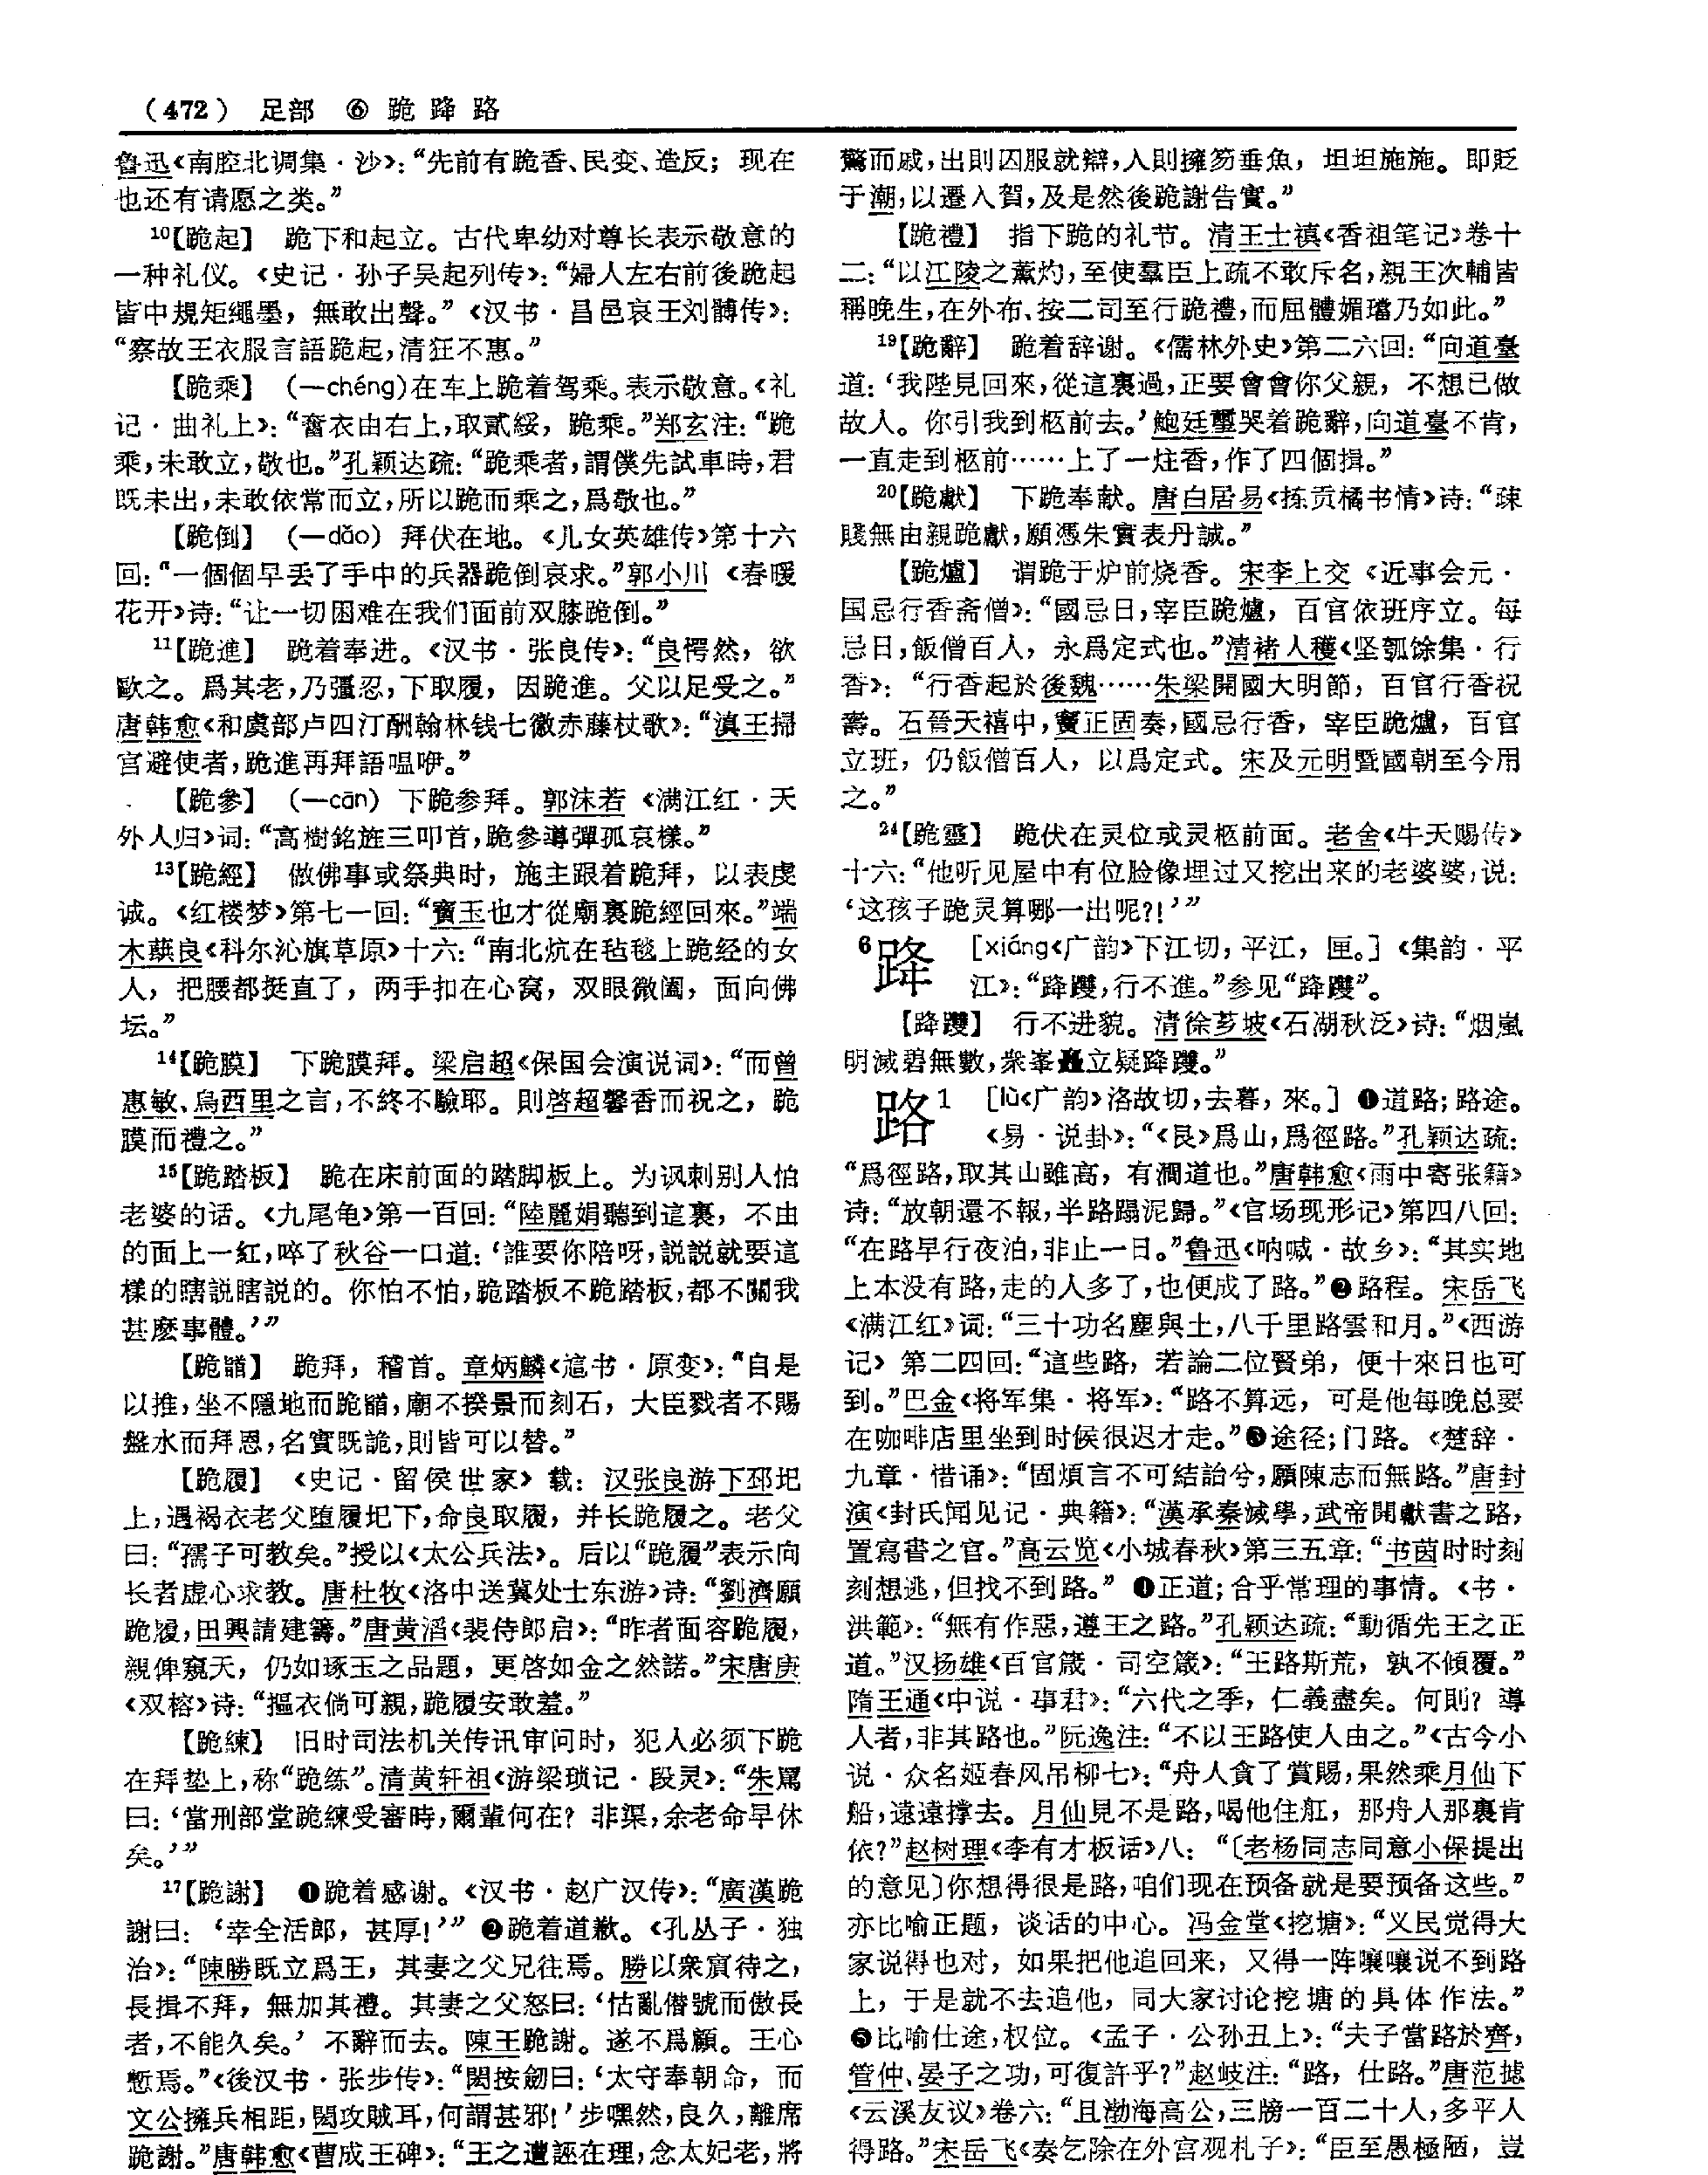 （472） 足部 ⑥ 跪 跭 路
鲁迅《南腔北调集·沙》：“先前有跪香、民变、造反；现在
也还有请愿之类。”
10【跪起】 跪下和起立。古代卑幼对尊长表示敬意的
一种礼仪。《史记·孙子吴起列传》：“婦人左右前後跪起
皆中規矩繩墨，無敢出聲。”《汉书·昌邑哀王刘髆传》：
“察故王衣服言語跪起，清狂不惠。”
【跪乘】 （—chéng）在车上跪着驾乘。表示敬意。《礼
记·曲礼上》：“奮衣由右上，取貳綏，跪乘。”郑玄注：“跪
乘，未敢立，敬也。”孔颖达疏：“跪乘者，謂僕先試車時，君
既未出，未敢依常而立，所以跪而乘之，爲敬也。”
【跪倒】 （—dǎo）拜伏在地。《儿女英雄传》第十六
回：“一個個早丢了手中的兵器跪倒哀求。”郭小川《春暖
花开》诗：“让一切困难在我们面前双膝跪倒。”
11【跪進】 跪着奉进。《汉书·张良传》：“良愕然，欲
歐之。爲其老，乃彊忍，下取履，因跪進。父以足受之。”
唐韩愈《和虞部卢四汀酬翰林钱七徽赤藤杖歌》：“滇王掃
宫避使者，跪進再拜語嗢咿。”
【跪參】 （—cān）下跪参拜。郭沫若《满江红·天
外人归》词：“高樹銘旌三叩首，跪參導彈孤哀樣。”
13【跪經】 做佛事或祭典时，施主跟着跪拜，以表虔
诚。《红楼梦》第七一回：“寶玉也才從廟裏跪經回來。”端
木蕻良《科尔沁旗草原》十六：“南北炕在毡毯上跪经的女
人，把腰都挺直了，两手扣在心窝，双眼微阖，面向佛
坛。”
14【跪膜】 下跪膜拜。梁启超《保国会演说词》：“而曾
惠敏、烏西里之言，不終不驗耶。則啓超馨香而祝之，跪
膜而禮之。”
15【跪踏板】 跪在床前面的踏脚板上。为讽刺别人怕
老婆的话。《九尾龟》第一百回：“陸麗娟聽到這裏，不由
的面上一紅，啐了秋谷一口道：‘誰要你陪呀，説説就要這
樣的瞎説瞎説的。你怕不怕，跪踏板不跪踏板，都不關我
甚麽事體。’”
【跪䭫】 跪拜，稽首。章炳麟《訄书·原变》：“自是
以推，坐不隱地而跪䭫，廟不揆景而刻石，大臣戮者不賜
盤水而拜恩，名實既詭，則皆可以替。”
【跪履】 《史记·留侯世家》载：汉张良游下邳圯
上，遇褐衣老父堕履圯下，命良取履，并长跪履之。老父
曰：“孺子可教矣。”授以《太公兵法》。后以“跪履”表示向
长者虚心求教。唐杜牧《洛中送冀处士东游》诗：“劉濟願
跪履，田興請建籌。”唐黄滔《裴侍郎启》：“昨者面容跪履，
親俾窺天，仍如琢玉之品題，更啓如金之然諾。”宋唐庚
《双榕》诗：“摳衣倘可親，跪履安敢羞。”
【跪練】 旧时司法机关传讯审问时，犯人必须下跪
在拜垫上，称“跪练”。清黄轩祖《游梁琐记·段灵》：“朱罵
曰：‘當刑部堂跪練受審時，爾輩何在？非渠，余老命早休
矣。’”
17【跪謝】 ❶跪着感谢。《汉书·赵广汉传》：“廣漢跪
謝曰：‘幸全活郎，甚厚！’” ❷跪着道歉。《孔丛子·独
治》：“陳勝既立爲王，其妻之父兄往焉。勝以衆賓待之，
長揖不拜，無加其禮。其妻之父怒曰：‘怙亂僭號而傲長
者，不能久矣。’ 不辭而去。陳王跪謝。遂不爲顧。王心
慙焉。”《後汉书·张步传》：“閎按劒曰：‘太守奉朝命，而
文公擁兵相距，閎攻賊耳，何謂甚邪！’步嘿然，良久，離席
跪謝。”唐韩愈《曹成王碑》：“王之遭誣在理，念太妃老，將
驚而戚，出則囚服就辯，入則擁笏垂魚，坦坦施施。即貶
于潮，以遷入賀，及是然後跪謝告實。”
【跪禮】 指下跪的礼节。清王士禛《香祖笔记》卷十
二：“以江陵之薰灼，至使羣臣上疏不敢斥名，親王次輔皆
稱晚生，在外布、按二司至行跪禮，而屈體媚璫乃如此。”
19【跪辭】 跪着辞谢。《儒林外史》第二六回：“向道臺
道：‘我陛見回來，從這裏過，正要會會你父親，不想已做
故人。你引我到柩前去。’鮑廷璽哭着跪辭，向道臺不肯，
一直走到柩前……上了一炷香，作了四個揖。”
20【跪獻】 下跪奉献。唐白居易《拣贡橘书情》诗：“疎
賤無由親跪獻，願憑朱實表丹誠。”
【跪爐】 谓跪于炉前烧香。宋李上交《近事会元·
国忌行香斋僧》：“國忌日，宰臣跪爐，百官依班序立。每
忌日，飯僧百人，永爲定式也。”清褚人穫《坚瓠馀集·行
香》：“行香起於後魏……朱梁開國大明節，百官行香祝
壽。石晉天禧中，竇正固奏，國忌行香，宰臣跪爐，百官
立班，仍飯僧百人，以爲定式。宋及元明暨國朝至今用
之。”
24【跪靈】 跪伏在灵位或灵柩前面。老舍《牛天赐传》
十六：“他听见屋中有位脸像埋过又挖出来的老婆婆，说：
‘这孩子跪灵算哪一出呢？！’”
6跭 ［xiáng《广韵》下江切，平江，匣。］《集韵·平
江》：“跭䠫，行不進。”参见“跭䠫”。
【跭䠫】 行不进貌。清徐芗坡《石湖秋泛》诗：“烟嵐
明滅碧無數，衆峯矗立疑跭䠫。”
路1 ［lù《广韵》洛故切，去暮，來。］ ❶道路；路途。
《易·说卦》：“《艮》爲山，爲徑路。”孔颖达疏：
“爲徑路，取其山雖高，有澗道也。”唐韩愈《雨中寄张籍》
诗：“放朝還不報，半路蹋泥歸。”《官场现形记》第四八回：
“在路早行夜泊，非止一日。”鲁迅《呐喊·故乡》：“其实地
上本没有路，走的人多了，也便成了路。”❷路程。宋岳飞
《满江红》词：“三十功名塵與土，八千里路雲和月。”《西游
记》第二四回：“這些路，若論二位賢弟，便十來日也可
到。”巴金《将军集·将军》：“路不算远，可是他每晚总要
在咖啡店里坐到时候很迟才走。”❸途径；门路。《楚辞·
九章·惜诵》：“固煩言不可結詒兮，願陳志而無路。”唐封
演《封氏闻见记·典籍》：“漢承秦滅學，武帝開獻書之路，
置寫書之官。”高云览《小城春秋》第三五章：“书茵时时刻
刻想逃，但找不到路。” ❹正道；合乎常理的事情。《书·
洪範》：“無有作惡，遵王之路。”孔颖达疏：“動循先王之正
道。”汉扬雄《百官箴·司空箴》：“王路斯荒，孰不傾覆。”
隋王通《中说·事君》：“六代之季，仁義盡矣。何則？導
人者，非其路也。”阮逸注：“不以王路使人由之。”《古今小
说·众名姬春风吊柳七》：“舟人貪了賞賜，果然乘月仙下
船，遠遠撑去。月仙見不是路，喝他住舡，那舟人那裏肯
依？”赵树理《李有才板话》八：“〔老杨同志同意小保提出
的意见〕你想得很是路，咱们现在预备就是要预备这些。”
亦比喻正题，谈话的中心。冯金堂《挖塘》：“义民觉得大
家说得也对，如果把他追回来，又得一阵嚷嚷说不到路
上，于是就不去追他，同大家讨论挖塘的具体作法。”
❺比喻仕途，权位。《孟子·公孙丑上》：“夫子當路於齊，
管仲、晏子之功，可復許乎？”赵岐注：“路，仕路。”唐范摅
《云溪友议》卷六：“且渤海高公，三牓一百二十人，多平人
得路。”宋岳飞《奏乞除在外宫观札子》：“臣至愚極陋，豈